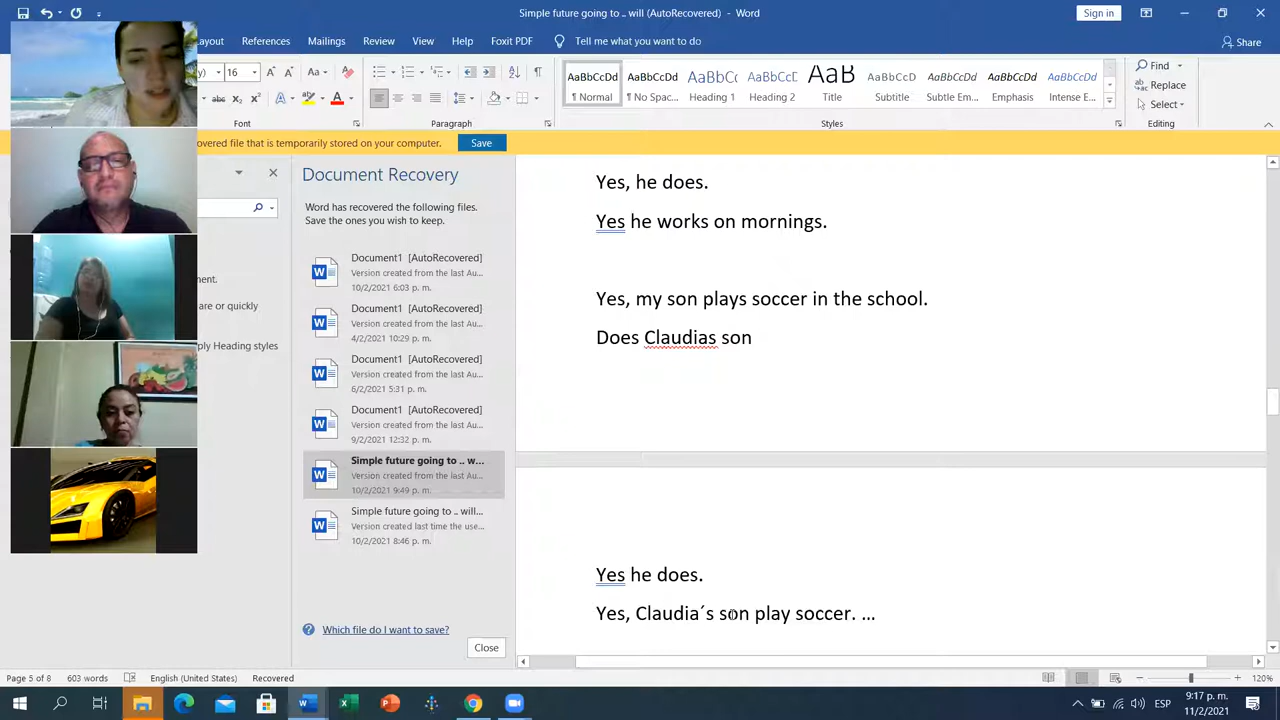 Simple future going to .. will (AutoRecovered) - Word
Sign in
Layout References Mailings Review View Help Foxit PDF Tell me what you want to do
Share
16
Aa
AaBbCcDd AaBbCcDd AaBbCc AaBbCcC AaB AaBbCcDd AaBbCcDd AaBbCcDd AaBbCcDd
¶ Normal ¶ No Spac... Heading 1 Heading 2 Title Subtitle Subtle Em... Emphasis Intense E...
Find
Replace
Select
Font Paragraph Styles Editing
overed file that is temporarily stored on your computer.
Save
Document Recovery
Word has recovered the following files.
Save the ones you wish to keep.
Document1 [AutoRecovered]
Version created from the last Au...
10/2/2021 6:03 p. m.
Document1 [AutoRecovered]
Version created from the last Au...
4/2/2021 10:29 p. m.
Document1 [AutoRecovered]
Version created from the last Au...
6/2/2021 5:31 p. m.
Document1 [AutoRecovered]
Version created from the last Au...
9/2/2021 12:32 p. m.
Simple future going to .. w...
Version created from the last Au...
10/2/2021 9:49 p. m.
Simple future going to .. will...
Version created last time the use...
10/2/2021 8:46 p. m.
Which file do I want to save?
Close
ment.
are or quickly
ply Heading styles
Yes, he does.
Yes he works on mornings.
Yes, my son plays soccer in the school.
Does Claudias son
Yes he does.
Yes, Claudia´s son play soccer. ...
Page 5 of 8 603 words English (United States) Recovered
120%
ESP
9:17 p. m.
11/2/2021